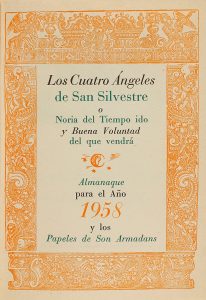 Los Cuatro Ángeles
de San Silvestre
o
Noria del Tiempo ido
y Buena Voluntad
del que vendrá
Almanaque
para el Año
1958
y los
Papeles de Son Armadans